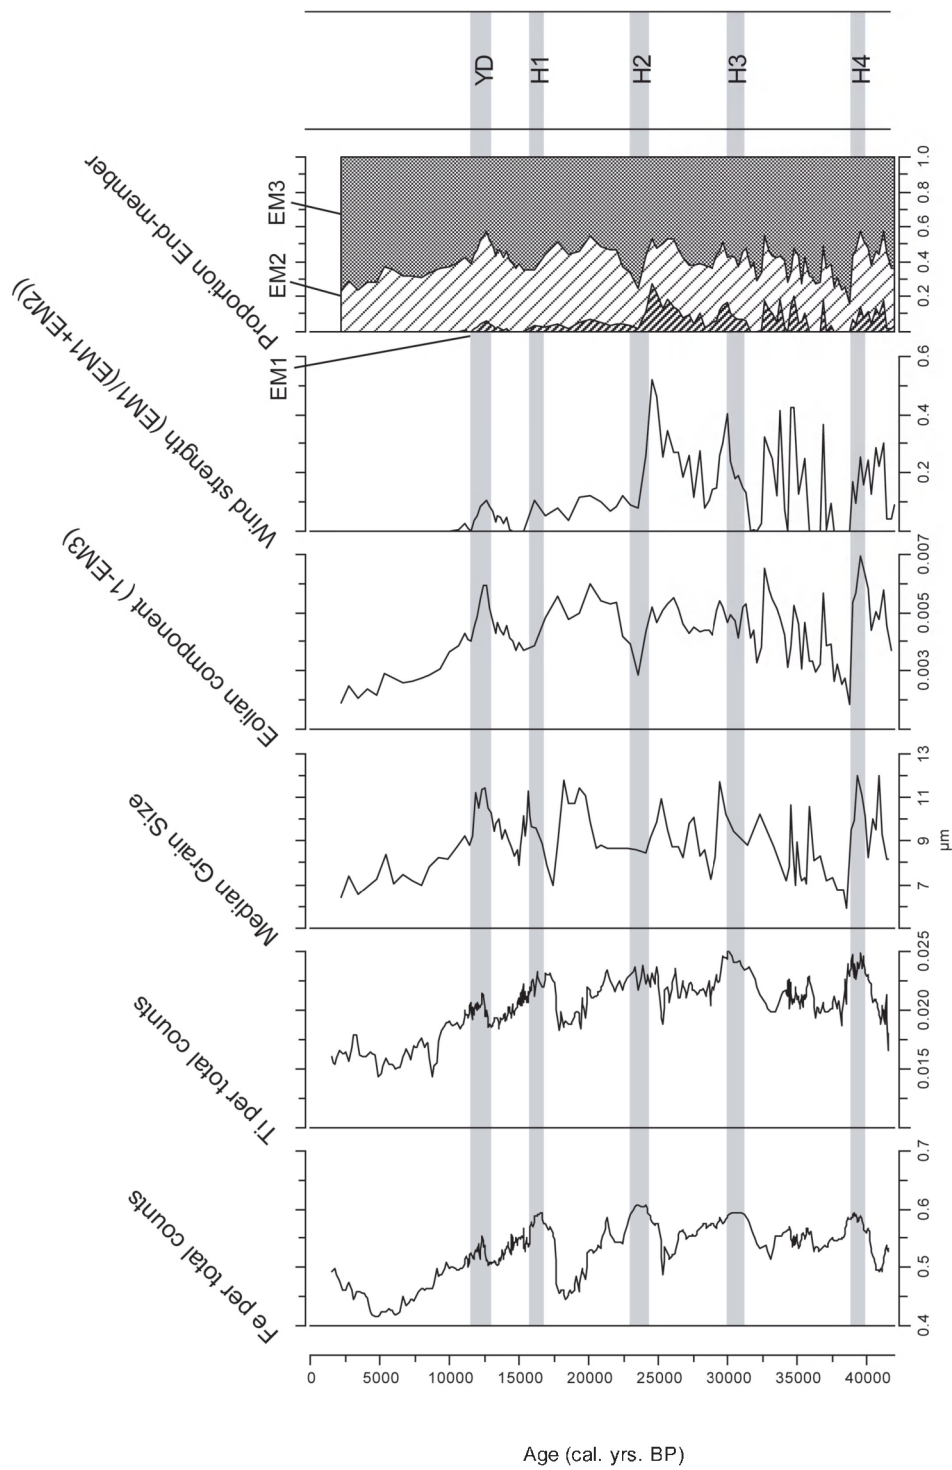 YD
H1
H2
H3
H4
Proportion End-member
EM3
EM2
EM1
1.0
0.8
0.6
0.4
0.2
Wind strength (EM1/(EM1+EM2))
0.6
0.4
0.2
Eolian component (1-EM3)
0.007
0.005
0.003
Median Grain Size
13
11
9
7
µm
Ti per total counts
0.025
0.020
0.015
Fe per total counts
0.7
0.6
0.5
0.4
0 5000 10000 15000 20000 25000 30000 35000 40000
Age (cal. yrs. BP)